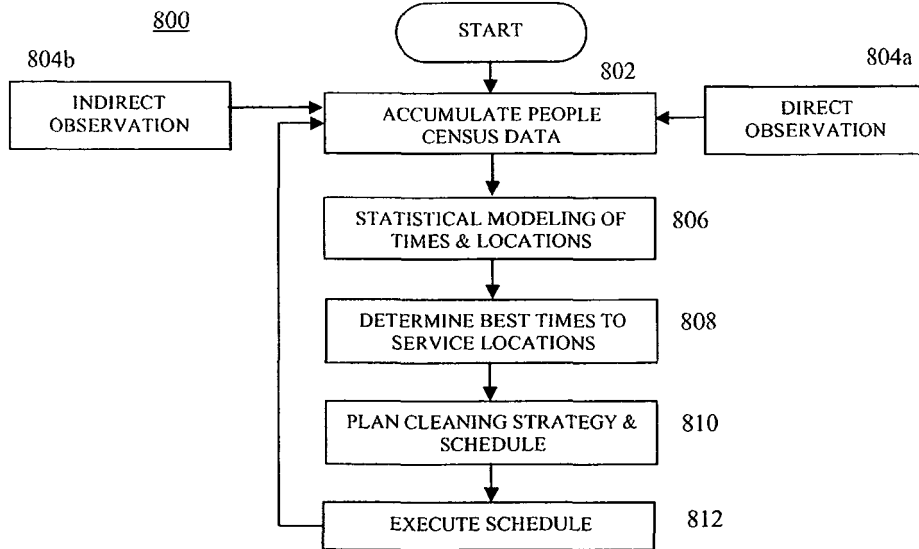 800
START
804b
802
804a
INDIRECT
OBSERVATION
ACCUMULATE PEOPLE
CENSUS DATA
DIRECT
OBSERVATION
STATISTICAL MODELING OF
TIMES & LOCATIONS
806
DETERMINE BEST TIMES TO
SERVICE LOCATIONS
808
PLAN CLEANING STRATEGY &
SCHEDULE
810
EXECUTE SCHEDULE
812